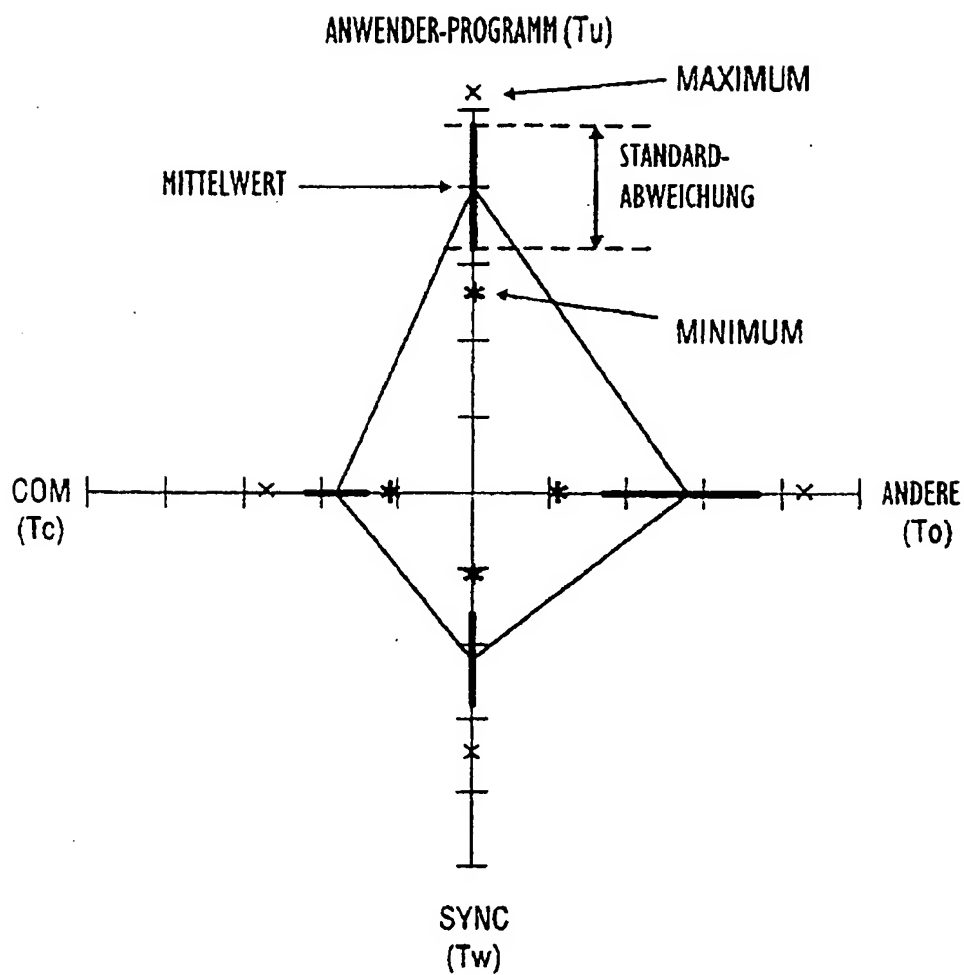 ANWENDER-PROGRAMM (Tu)
MAXIMUM
STANDARD-
ABWEICHUNG
MITTELWERT
MINIMUM
COM
(Tc)
ANDERE
(To)
SYNC
(Tw)